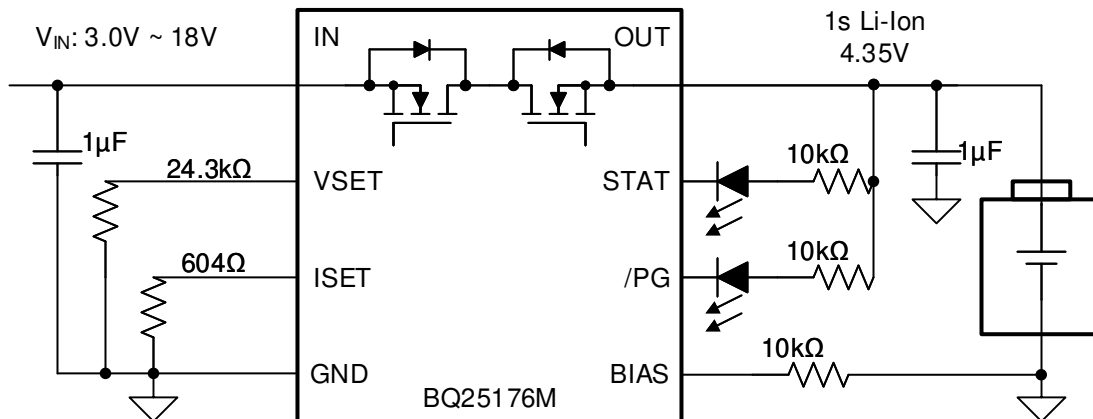 V_IN: 3.0V ~ 18V
IN
OUT
1s Li-Ion
4.35V
1µF
24.3kΩ
VSET
STAT
10kΩ
1µF
604Ω
ISET
/PG
10kΩ
GND
BIAS
10kΩ
BQ25176M